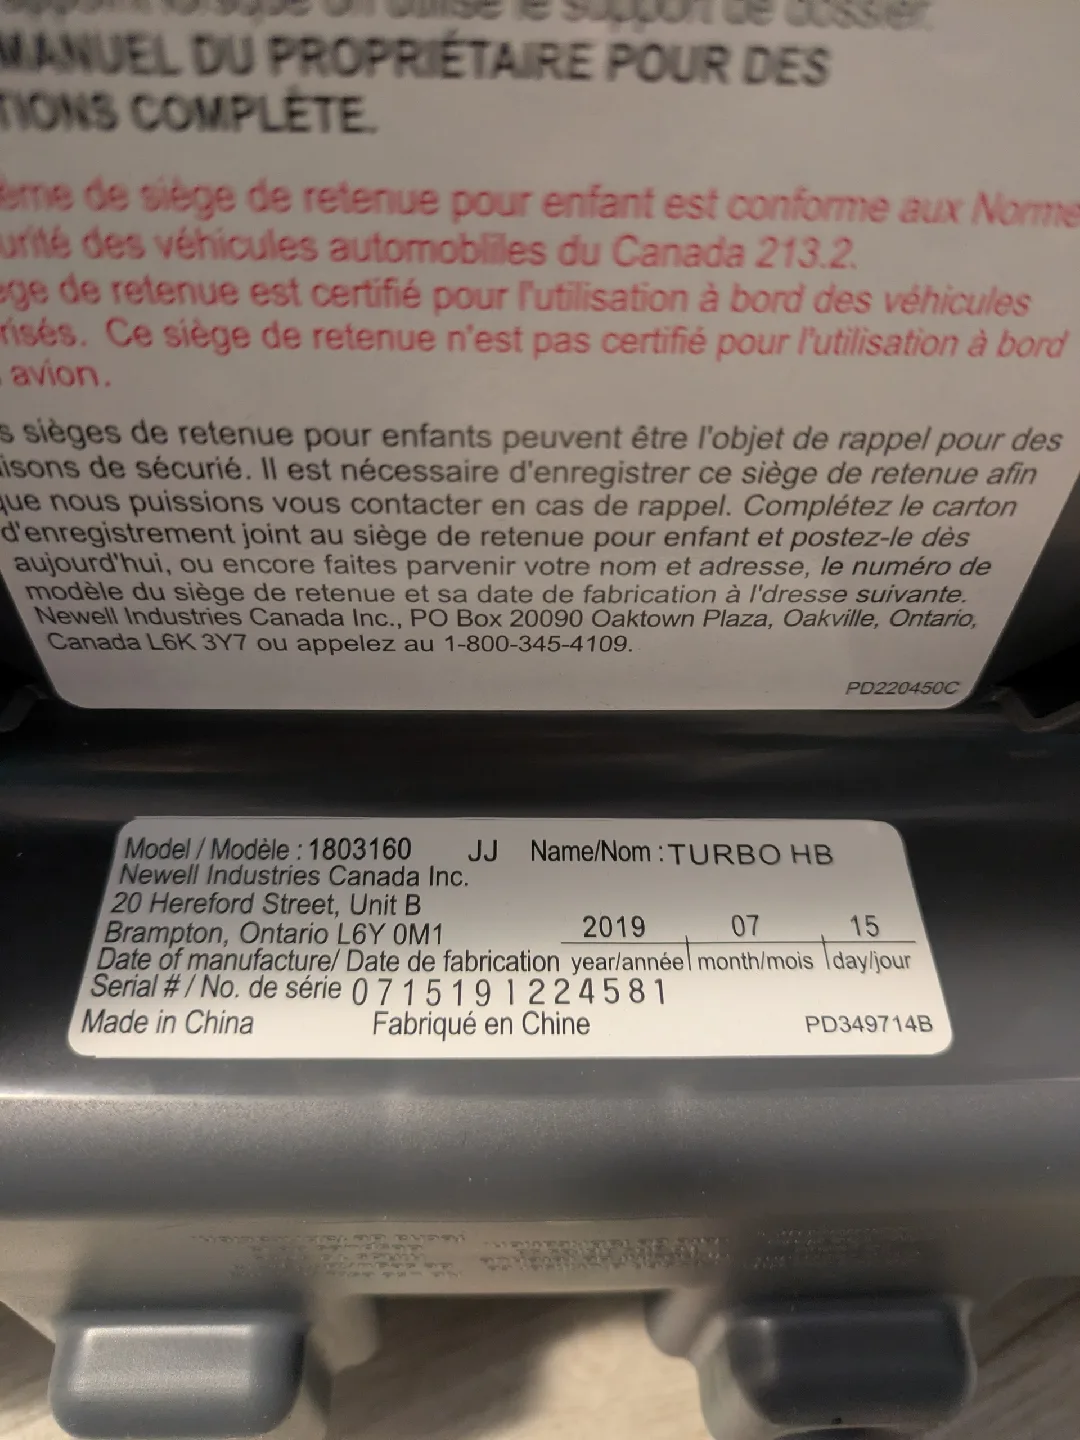 lorsque on utilise le support de dossier.
MANUEL DU PROPRIÉTAIRE POUR DES
TIONS COMPLÈTE.
ème de siège de retenue pour enfant est conforme aux Norme
urité des véhicules automobliles du Canada 213.2.
ège de retenue est certifié pour l'utilisation à bord des véhicules
risés. Ce siège de retenue n'est pas certifié pour l'utilisation à bord
avion.
s sièges de retenue pour enfants peuvent être l'objet de rappel pour des
isons de sécurié. Il est nécessaire d'enregistrer ce siège de retenue afin
que nous puissions vous contacter en cas de rappel. Complétez le carton
d'enregistrement joint au siège de retenue pour enfant et postez-le dès
aujourd'hui, ou encore faites parvenir votre nom et adresse, le numéro de
modèle du siège de retenue et sa date de fabrication à l'dresse suivante.
Newell Industries Canada Inc., PO Box 20090 Oaktown Plaza, Oakville, Ontario,
Canada L6K 3Y7 ou appelez au 1-800-345-4109.
PD220450C
Model / Modèle : 1803160 JJ Name/Nom : TURBO HB
Newell Industries Canada Inc.
20 Hereford Street, Unit B
Brampton, Ontario L6Y 0M1 2019 07 15
Date of manufacture/ Date de fabrication year/année month/mois day/jour
Serial # / No. de série 0715191224581
Made in China Fabriqué en Chine PD349714B